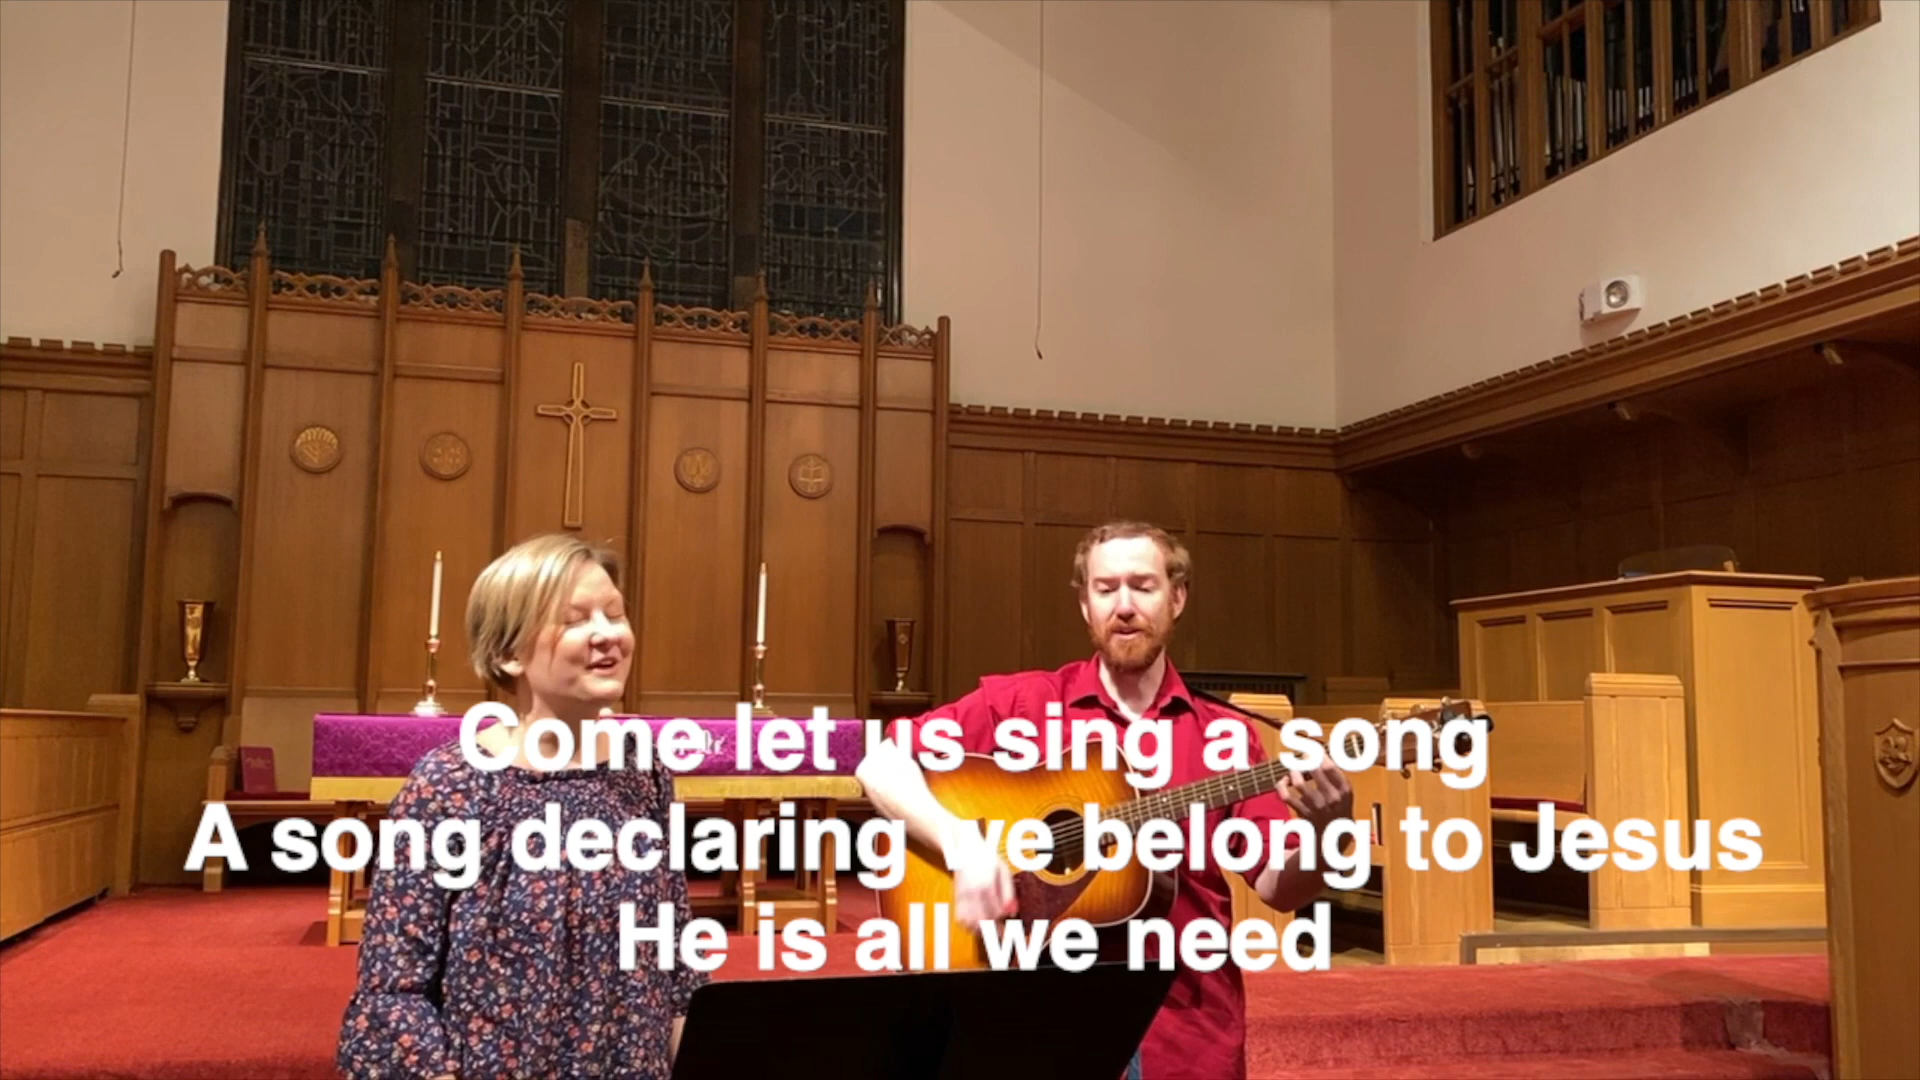 Come let us sing a song
A song declaring we belong to Jesus
He is all we need